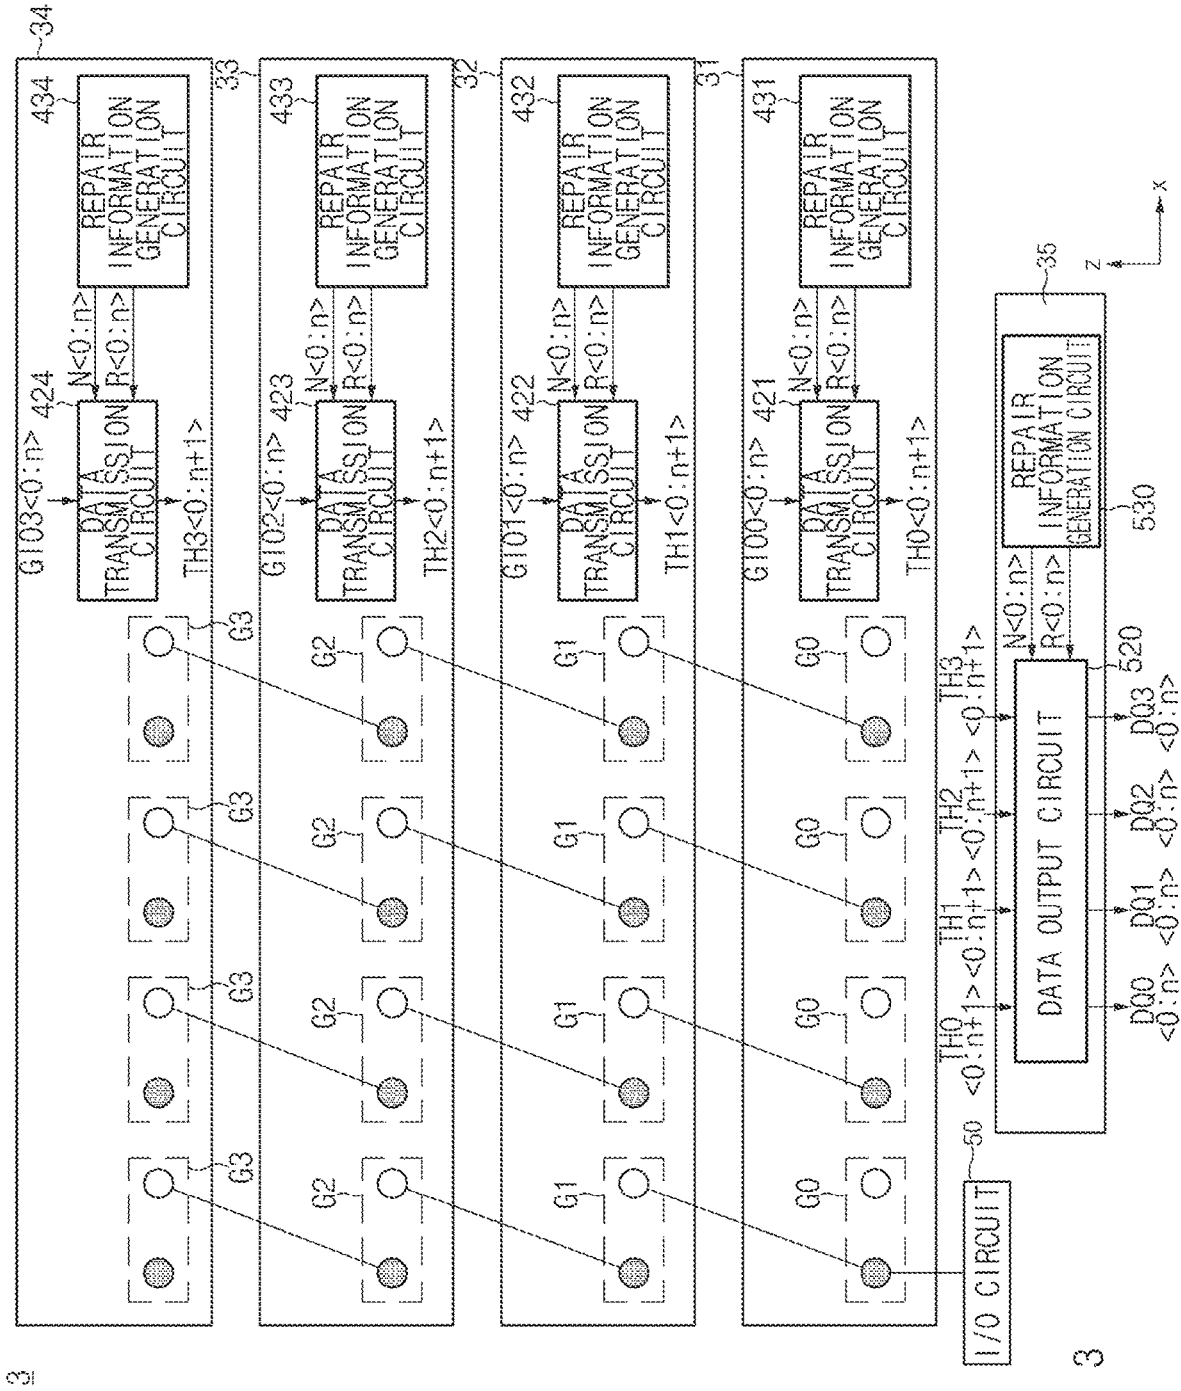 3
34
434
REPAIR
INFORMATION
GENERATION
CIRCUIT
N<0:n>
R<0:n>
424
GIO3<0:n>
DATA
TRANSMISSION
CIRCUIT
TH3<0:n+1>
G3
G3
G3
G3
33
433
REPAIR
INFORMATION
GENERATION
CIRCUIT
N<0:n>
R<0:n>
423
GIO2<0:n>
DATA
TRANSMISSION
CIRCUIT
TH2<0:n+1>
G2
G2
G2
G2
32
432
REPAIR
INFORMATION
GENERATION
CIRCUIT
N<0:n>
R<0:n>
422
GIO1<0:n>
DATA
TRANSMISSION
CIRCUIT
TH1<0:n+1>
G1
G1
G1
G1
31
431
REPAIR
INFORMATION
GENERATION
CIRCUIT
N<0:n>
R<0:n>
421
GIO0<0:n>
DATA
TRANSMISSION
CIRCUIT
TH0<0:n+1>
G0
G0
G0
G0
50
I/O CIRCUIT
35
REPAIR
INFORMATION
GENERATION CIRCUIT
530
N<0:n>
R<0:n>
520
TH0
<0:n+1>
TH1
<0:n+1>
TH2
<0:n+1>
TH3
<0:n+1>
DATA OUTPUT CIRCUIT
DQ0
<0:n>
DQ1
<0:n>
DQ2
<0:n>
DQ3
<0:n>
Z
X
3